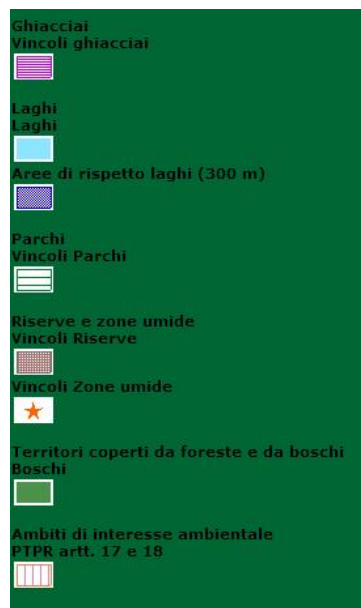 Ghiacciai
Vincoli ghiacciai
Laghi
Laghi
Aree di rispetto laghi (300 m)
Parchi
Vincoli Parchi
Riserve e zone umide
Vincoli Riserve
Vincoli Zone umide
Territori coperti da foreste e da boschi
Boschi
Ambiti di interesse ambientale
PTPR artt. 17 e 18